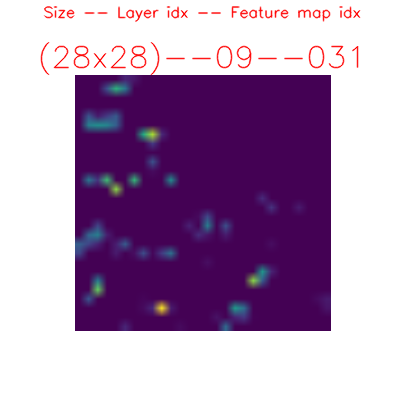 Size -- Layer idx -- Feature map idx
(28x28)--09--031